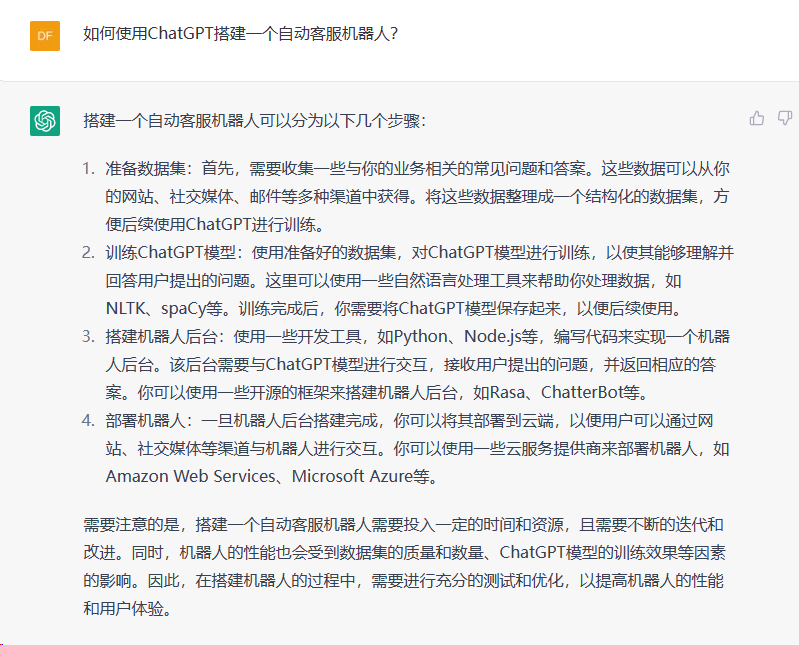 DF
如何使用ChatGPT搭建一个自动客服机器人？
搭建一个自动客服机器人可以分为以下几个步骤：
1. 准备数据集：首先，需要收集一些与你的业务相关的常见问题和答案。这些数据可以从你
的网站、社交媒体、邮件等多种渠道中获得。将这些数据整理成一个结构化的数据集，方
便后续使用ChatGPT进行训练。
2. 训练ChatGPT模型：使用准备好的数据集，对ChatGPT模型进行训练，以使其能够理解并
回答用户提出的问题。这里可以使用一些自然语言处理工具来帮助你处理数据，如
NLTK、spaCy等。训练完成后，你需要将ChatGPT模型保存起来，以便后续使用。
3. 搭建机器人后台：使用一些开发工具，如Python、Node.js等，编写代码来实现一个机器
人后台。该后台需要与ChatGPT模型进行交互，接收用户提出的问题，并返回相应的答
案。你可以使用一些开源的框架来搭建机器人后台，如Rasa、ChatterBot等。
4. 部署机器人：一旦机器人后台搭建完成，你可以将其部署到云端，以便用户可以通过网
站、社交媒体等渠道与机器人进行交互。你可以使用一些云服务提供商来部署机器人，如
Amazon Web Services、Microsoft Azure等。
需要注意的是，搭建一个自动客服机器人需要投入一定的时间和资源，且需要不断的迭代和
改进。同时，机器人的性能也会受到数据集的质量和数量、ChatGPT模型的训练效果等因素
的影响。因此，在搭建机器人的过程中，需要进行充分的测试和优化，以提高机器人的性能
和用户体验。